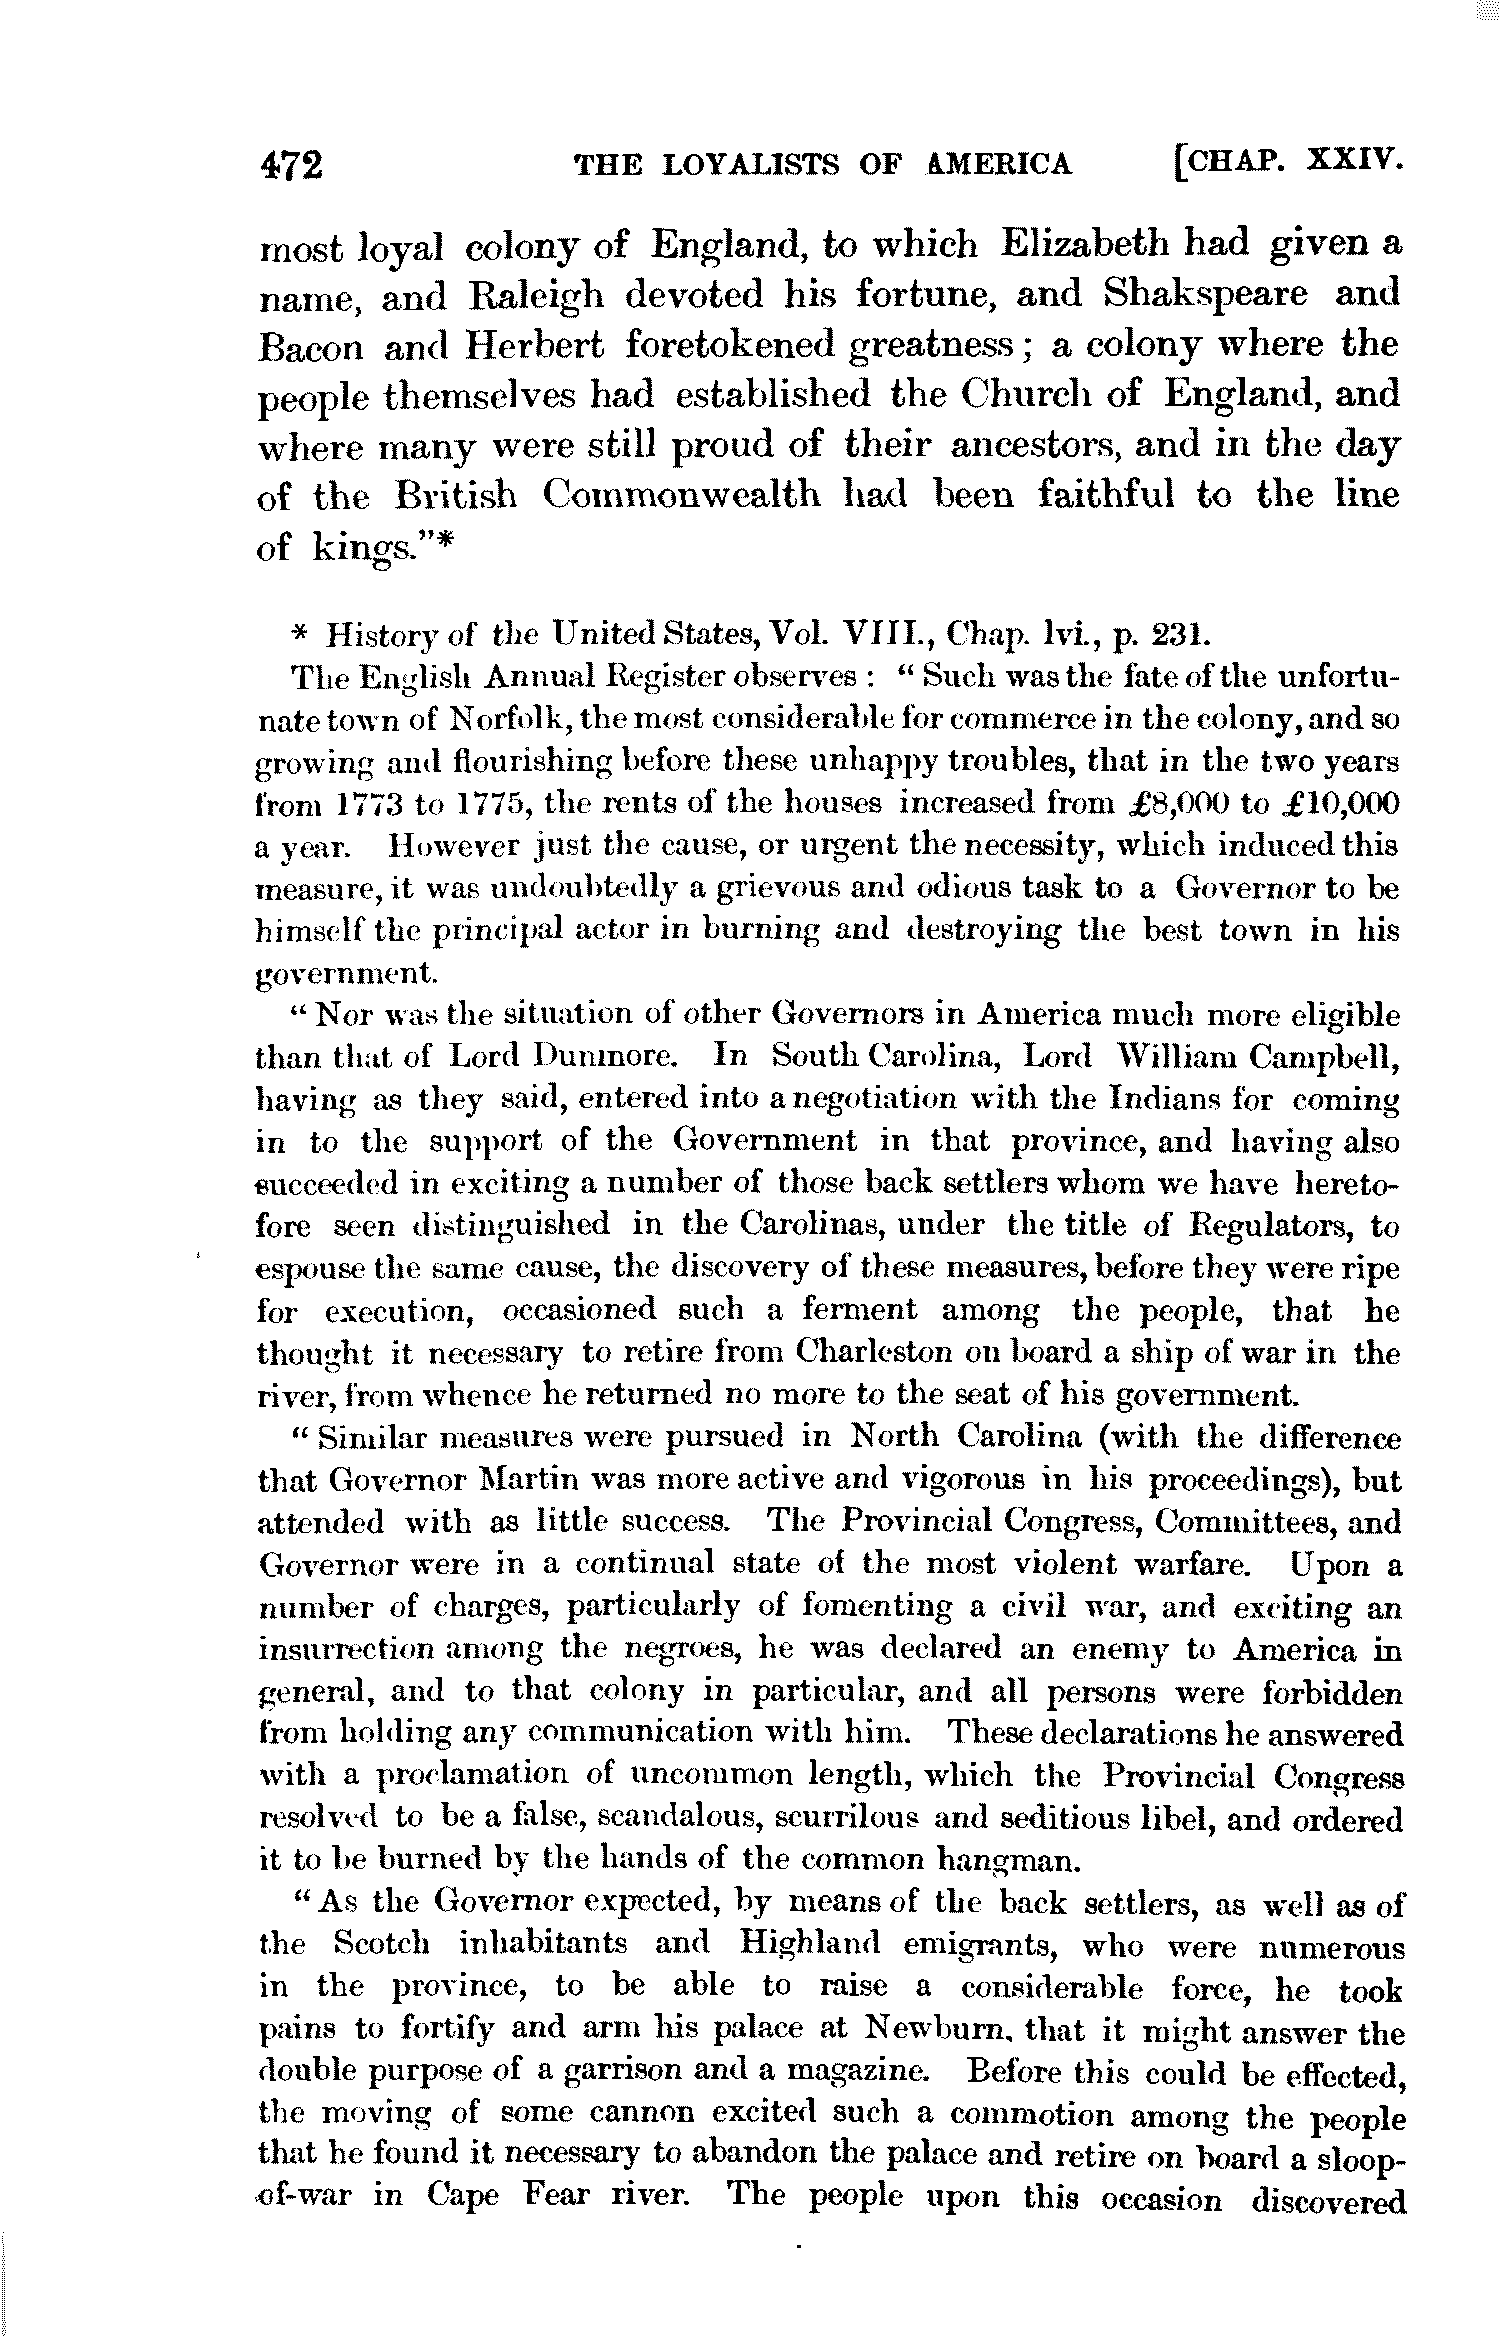 472 THE LOYALISTS OF AMERICA [CHAP. XXIV.
most loyal colony of England, to which Elizabeth had given a
name, and Raleigh devoted his fortune, and Shakspeare and
Bacon and Herbert foretokened greatness; a colony where the
people themselves had established the Church of England, and
where many were still proud of their ancestors, and in the day
of the British Commonwealth had been faithful to the line
of kings."*
* History of the United States, Vol. VIII., Chap. lvi., p. 231.
The English Annual Register observes: "Such was the fate of the unfortu-
nate town of Norfolk, the most considerable for commerce in the colony, and so
growing and flourishing before these unhappy troubles, that in the two years
from 1773 to 1775, the rents of the houses increased from £8,000 to £10,000
a year. However just the cause, or urgent the necessity, which induced this
measure, it was undoubtedly a grievous and odious task to a Governor to be
himself the principal actor in burning and destroying the best town in his
government.
"Nor was the situation of other Governors in America much more eligible
than that of Lord Dunmore. In South Carolina, Lord William Campbell,
having as they said, entered into a negotiation with the Indians for coming
in to the support of the Government in that province, and having also
succeeded in exciting a number of those back settlers whom we have hereto-
fore seen distinguished in the Carolinas, under the title of Regulators, to
espouse the same cause, the discovery of these measures, before they were ripe
for execution, occasioned such a ferment among the people, that he
thought it necessary to retire from Charleston on board a ship of war in the
river, from whence he returned no more to the seat of his government.
"Similar measures were pursued in North Carolina (with the difference
that Governor Martin was more active and vigorous in his proceedings), but
attended with as little success. The Provincial Congress, Committees, and
Governor were in a continual state of the most violent warfare. Upon a
number of charges, particularly of fomenting a civil war, and exciting an
insurrection among the negroes, he was declared an enemy to America in
general, and to that colony in particular, and all persons were forbidden
from holding any communication with him. These declarations he answered
with a proclamation of uncommon length, which the Provincial Congress
resolved to be a false, scandalous, scurrilous and seditious libel, and ordered
it to be burned by the hands of the common hangman.
"As the Governor expected, by means of the back settlers, as well as of
the Scotch inhabitants and Highland emigrants, who were numerous
in the province, to be able to raise a considerable force, he took
pains to fortify and arm his palace at Newburn, that it might answer the
double purpose of a garrison and a magazine. Before this could be effected,
the moving of some cannon excited such a commotion among the people
that he found it necessary to abandon the palace and retire on board a sloop-
of-war in Cape Fear river. The people upon this occasion discovered